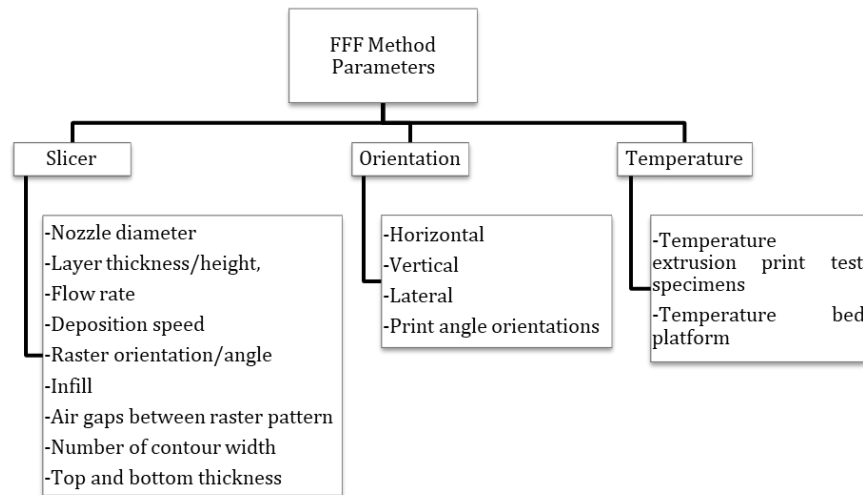 FFF Method
Parameters
Slicer
Orientation
Temperature
-Nozzle diameter
-Layer thickness/height,
-Flow rate
-Deposition speed
-Raster orientation/angle
-Infill
-Air gaps between raster pattern
-Number of contour width
-Top and bottom thickness
-Horizontal
-Vertical
-Lateral
-Print angle orientations
-Temperature
extrusion print test
specimens
-Temperature bed
platform